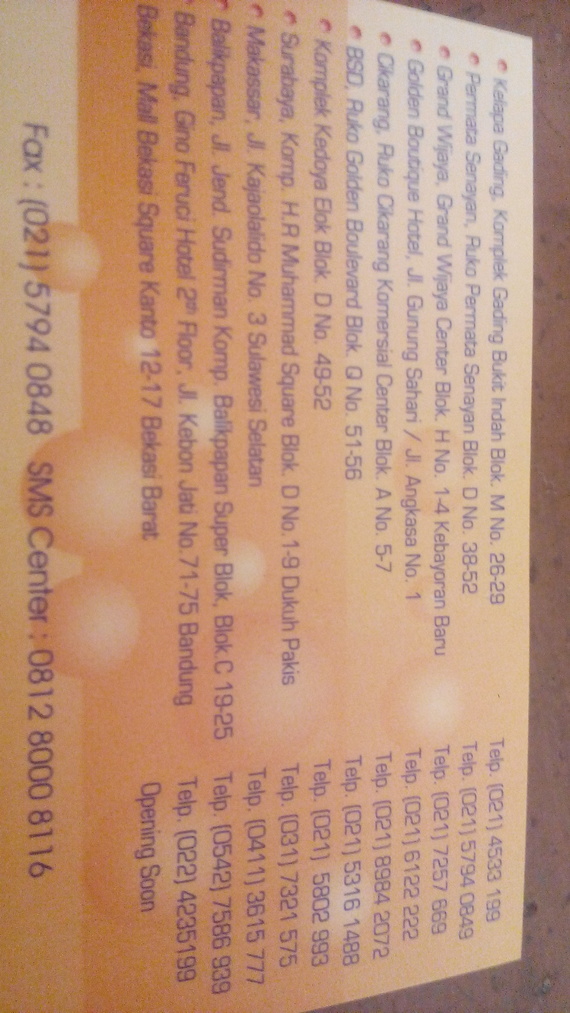 Kelapa Gading, Komplek Gading Bukit Indah Blok. M No. 26-29 Telp. (021) 4533 199
Permata Senayan, Ruko Permata Senayan Blok. D No. 38-52 Telp. (021) 5794 0849
Grand Wijaya, Grand Wijaya Center Blok. H No. 1-4 Kebayoran Baru Telp. (021) 7257 669
Golden Boutique Hotel, Jl. Gunung Sahari / Jl. Angkasa No. 1 Telp. (021) 6122 222
Cikarang, Ruko Cikarang Komersial Center Blok. A No. 5-7 Telp. (021) 8984 2072
BSD, Ruko Golden Boulevard Blok. Q No. 51-56 Telp. (021) 5316 1488
Komplek Kedoya Elok Blok. D No. 49-52 Telp. (021) 5802 993
Surabaya, Komp. H.R Muhammad Square Blok. D No.1-9 Dukuh Pakis Telp. (031) 7321 575
Makassar, Jl. Kajaolalido No. 3 Sulawesi Selatan Telp. (0411) 3615 777
Balikpapan, Jl. Jend. Sudirman Komp. Balikpapan Super Blok, Blok.C 19-25 Telp. (0542) 7586 939
Bandung, Gino Feruci Hotel 2nd Floor, Jl. Kebon Jati No.71-75 Bandung Telp. (022) 4235199
Bekasi, Mall Bekasi Square Kanto 12-17 Bekasi Barat Opening Soon
Fax : (021) 5794 0848 SMS Center : 0812 8000 8116